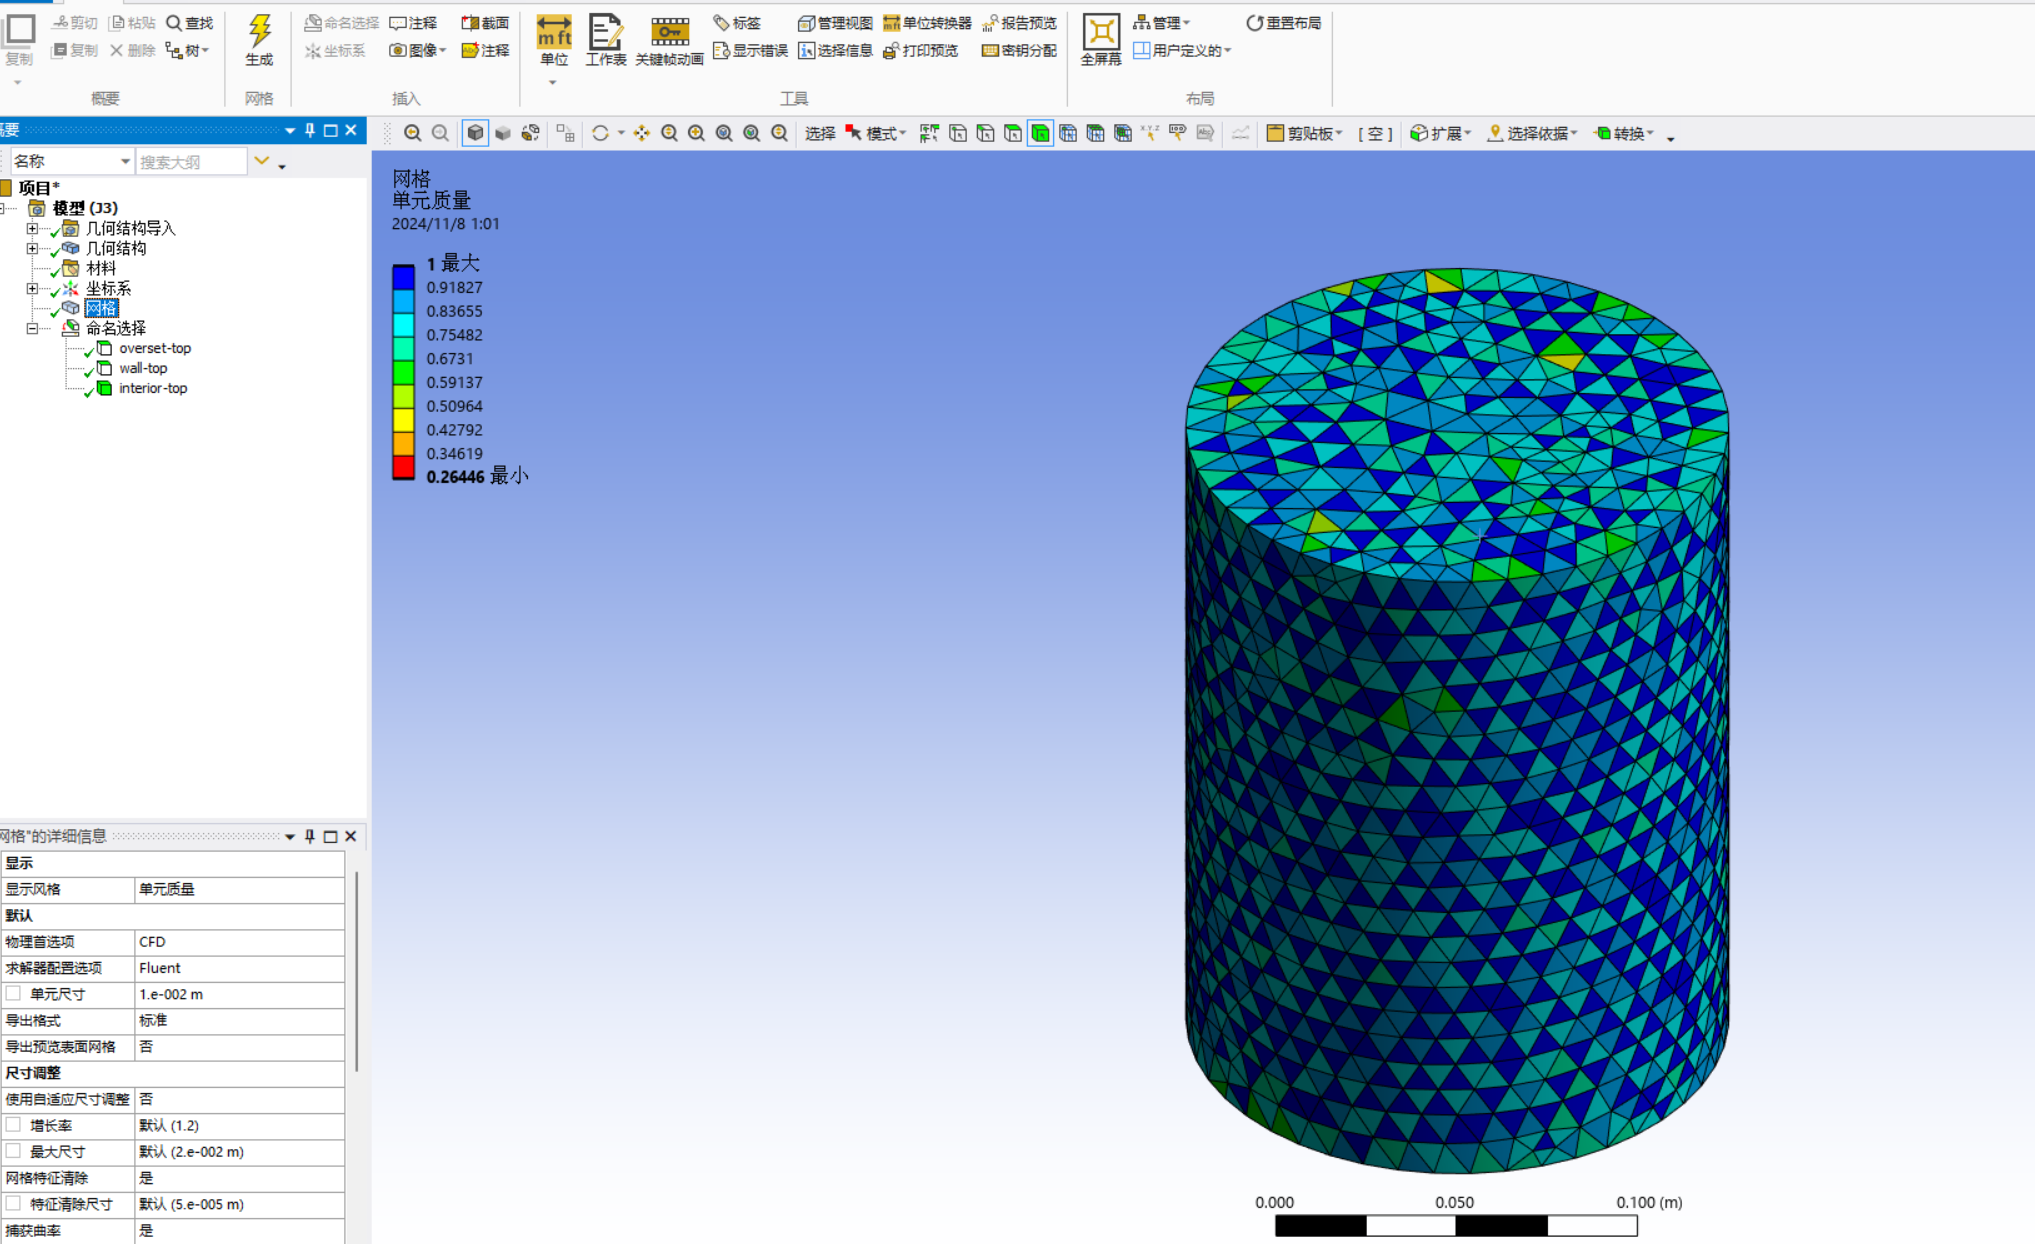 剪切 粘贴 查找
复制 复制 删除 树
概要
生成
网格
命名选择 注释 截面
坐标系 图像 注释
插入
mft
单位 工作表 关键帧动画
标签 管理视图 单位转换器 报告预览
显示错误 选择信息 打印预览 密钥分配
工具
全屏幕 管理 重置布局
用户定义的
布局
概要
名称 搜索大纲
项目*
模型 (J3)
几何结构导入
几何结构
材料
坐标系
网格
命名选择
overset-top
wall-top
interior-top
选择 模式 剪贴板 [ 空 ] 扩展 选择依据 转换
网格
单元质量
2024/11/8 1:01
1 最大
0.91827
0.83655
0.75482
0.6731
0.59137
0.50964
0.42792
0.34619
0.26446 最小
0.000 0.050 0.100 (m)
网格"的详细信息
显示
显示风格 单元质量
默认
物理首选项 CFD
求解器配置选项 Fluent
单元尺寸 1.e-002 m
导出格式 标准
导出预览表面网格 否
尺寸调整
使用自适应尺寸调整 否
增长率 默认 (1.2)
最大尺寸 默认 (2.e-002 m)
网格特征清除 是
特征清除尺寸 默认 (5.e-005 m)
捕获曲率 是